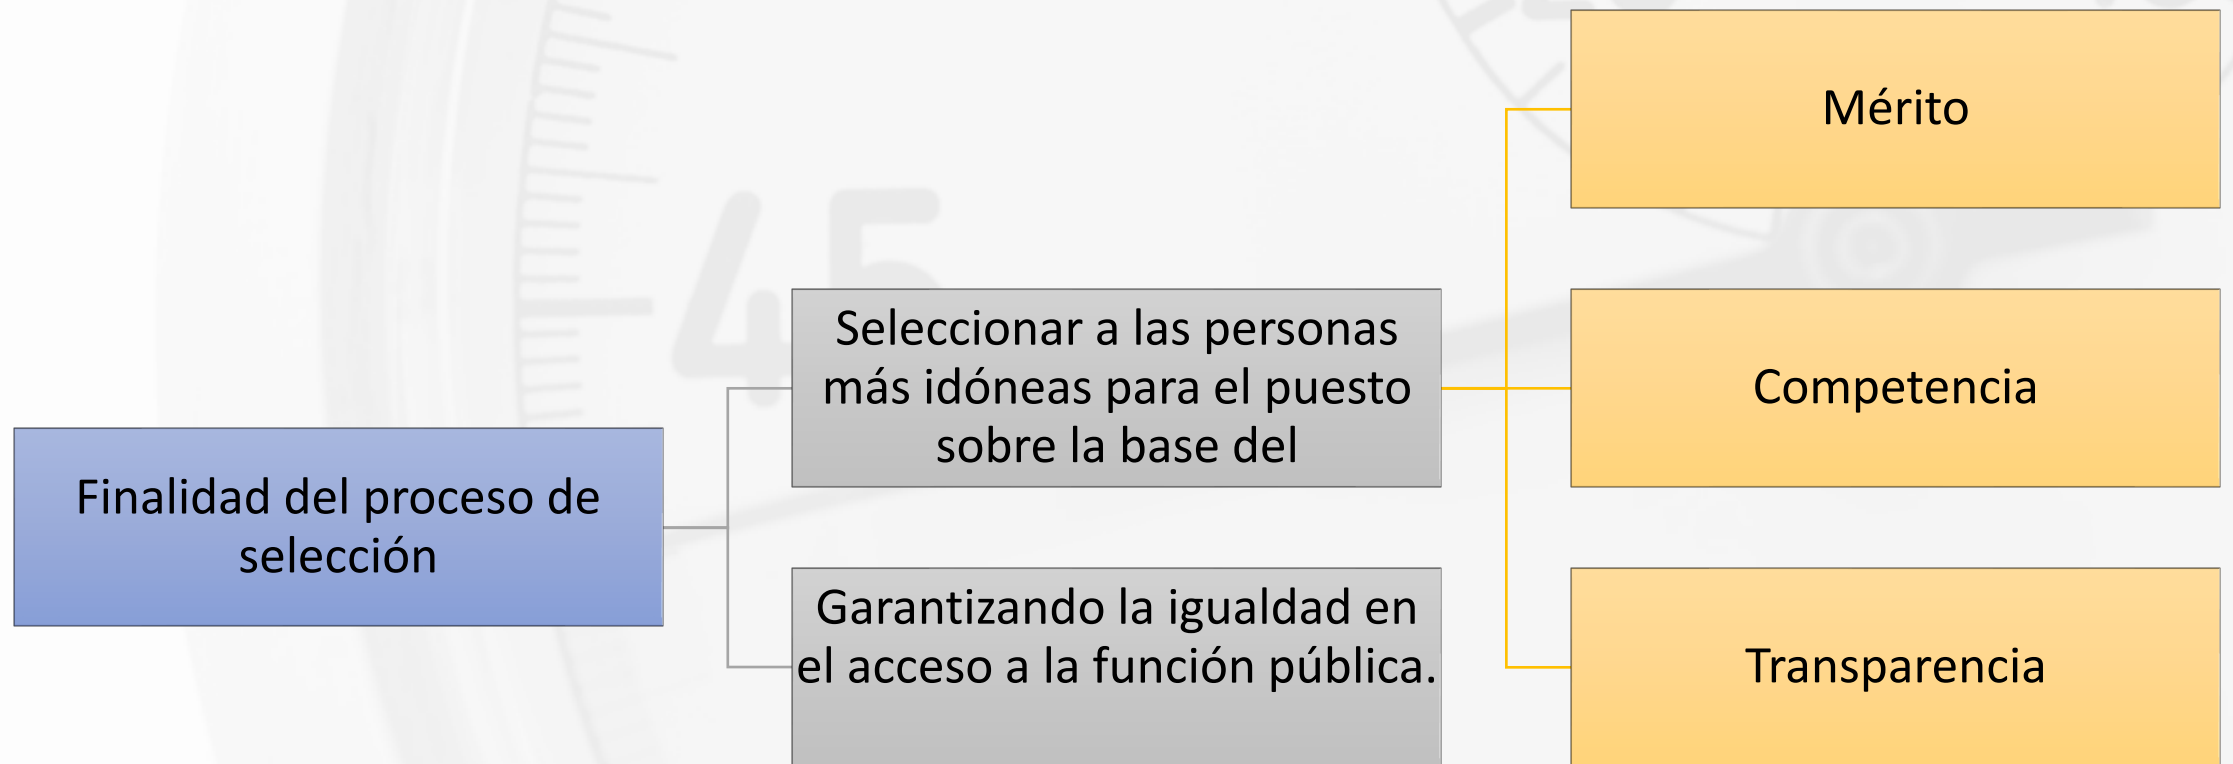 Finalidad del proceso de
selección
Seleccionar a las personas
más idóneas para el puesto
sobre la base del
Garantizando la igualdad en
el acceso a la función pública.
Mérito
Competencia
Transparencia
45